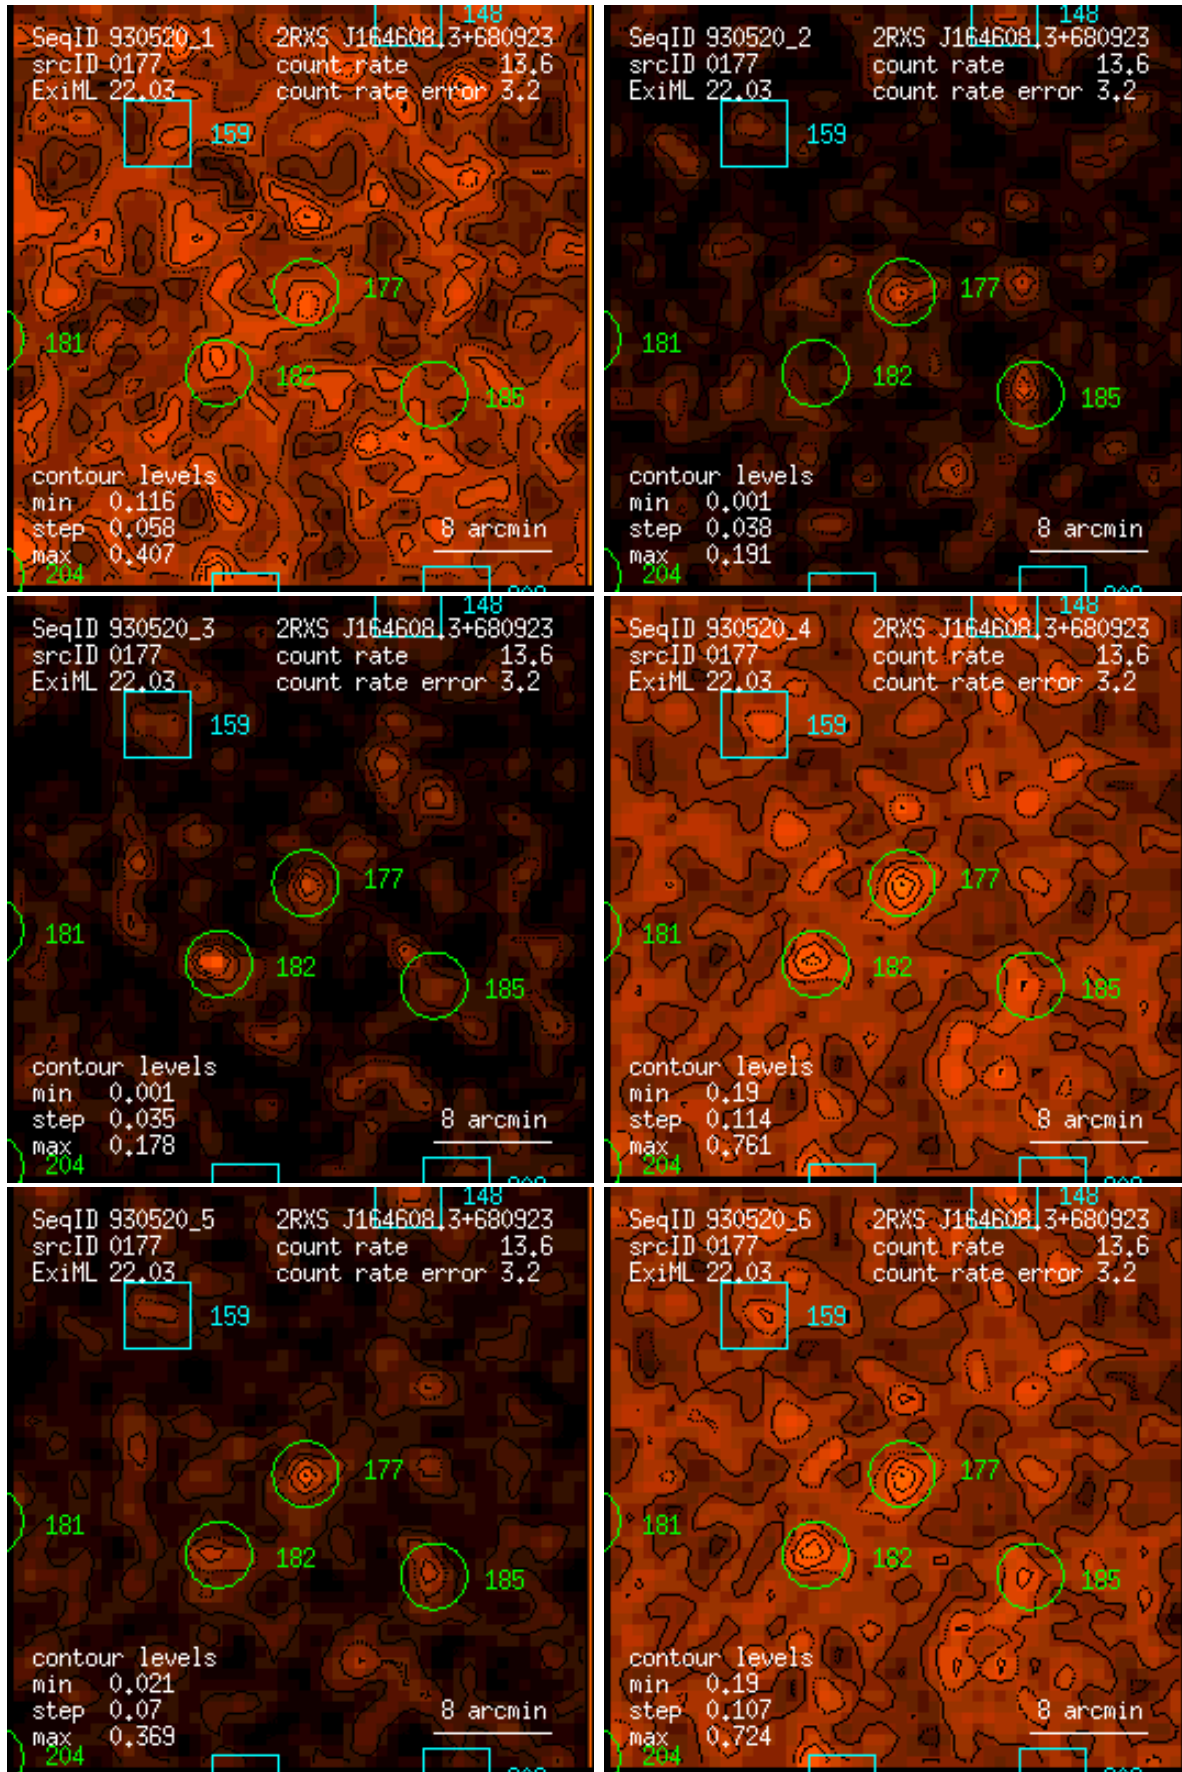 148
SeqID 930520_1 2RXS J164608.3+680923
srcID 0177 count rate 13.6
ExiML 22.03 count rate error 3.2
159
177
181
182
185
contour levels
min 0.116
step 0.058 8 arcmin
max 0.407
204
148
SeqID 930520_2 2RXS J164608.3+680923
srcID 0177 count rate 13.6
ExiML 22.03 count rate error 3.2
159
177
181
182
185
contour levels
min 0.001
step 0.038 8 arcmin
max 0.191
204
148
SeqID 930520_3 2RXS J164608.3+680923
srcID 0177 count rate 13.6
ExiML 22.03 count rate error 3.2
159
177
181
182
185
contour levels
min 0.001
step 0.035 8 arcmin
max 0.178
204
148
SeqID 930520_4 2RXS J164608.3+680923
srcID 0177 count rate 13.6
ExiML 22.03 count rate error 3.2
159
177
181
182
185
contour levels
min 0.19
step 0.114 8 arcmin
max 0.761
204
148
SeqID 930520_5 2RXS J164608.3+680923
srcID 0177 count rate 13.6
ExiML 22.03 count rate error 3.2
159
177
181
182
185
contour levels
min 0.021
step 0.07 8 arcmin
max 0.369
204
148
SeqID 930520_6 2RXS J164608.3+680923
srcID 0177 count rate 13.6
ExiML 22.03 count rate error 3.2
159
177
181
182
185
contour levels
min 0.19
step 0.107 8 arcmin
max 0.724
204